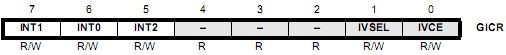 7 6 5 4 3 2 1 0
INT1 INT0 INT2 – – – IVSEL IVCE GICR
R/W R/W R/W R R R R/W R/W